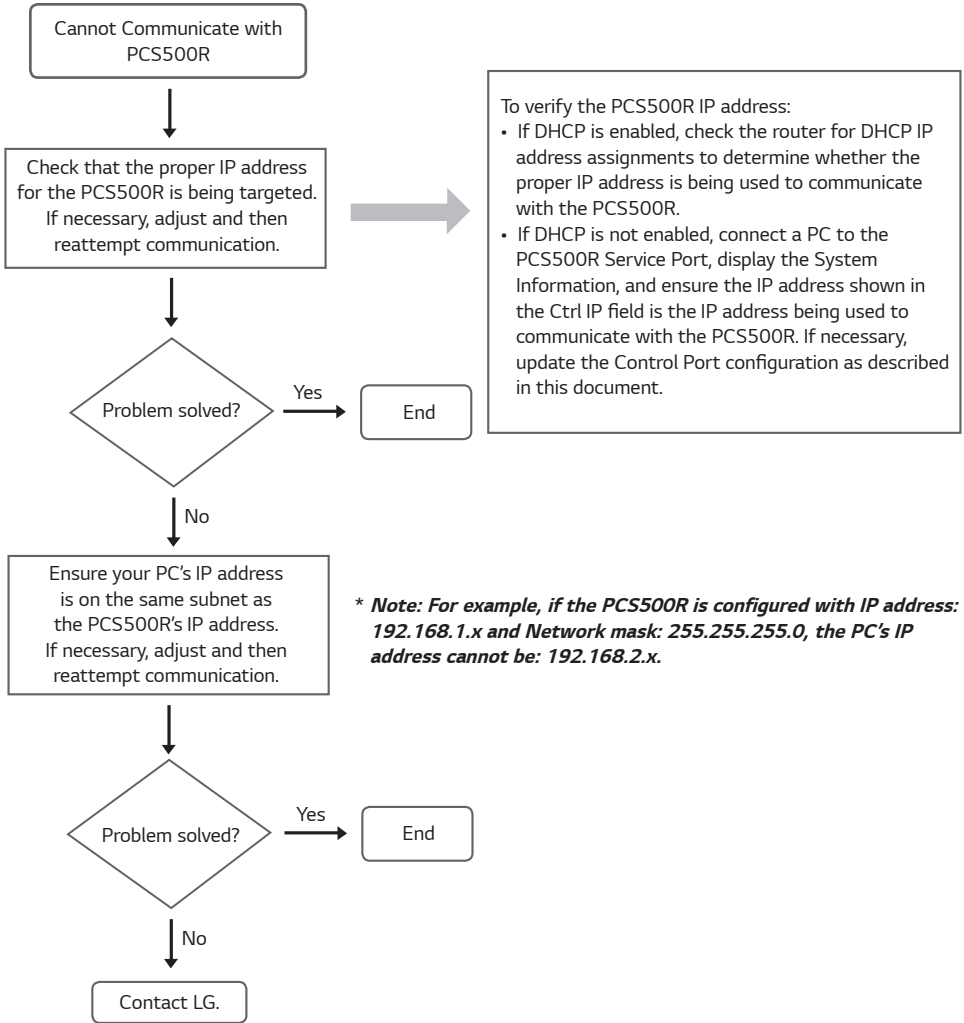 Cannot Communicate with
PCS500R
Check that the proper IP address
for the PCS500R is being targeted.
If necessary, adjust and then
reattempt communication.
To verify the PCS500R IP address:
• If DHCP is enabled, check the router for DHCP IP
address assignments to determine whether the
proper IP address is being used to communicate
with the PCS500R.
• If DHCP is not enabled, connect a PC to the
PCS500R Service Port, display the System
Information, and ensure the IP address shown in
the Ctrl IP field is the IP address being used to
communicate with the PCS500R. If necessary,
update the Control Port configuration as described
in this document.
Problem solved?
Yes
End
No
Ensure your PC's IP address
is on the same subnet as
the PCS500R's IP address.
If necessary, adjust and then
reattempt communication.
* Note: For example, if the PCS500R is configured with IP address:
192.168.1.x and Network mask: 255.255.255.0, the PC's IP
address cannot be: 192.168.2.x.
Problem solved?
Yes
End
No
Contact LG.